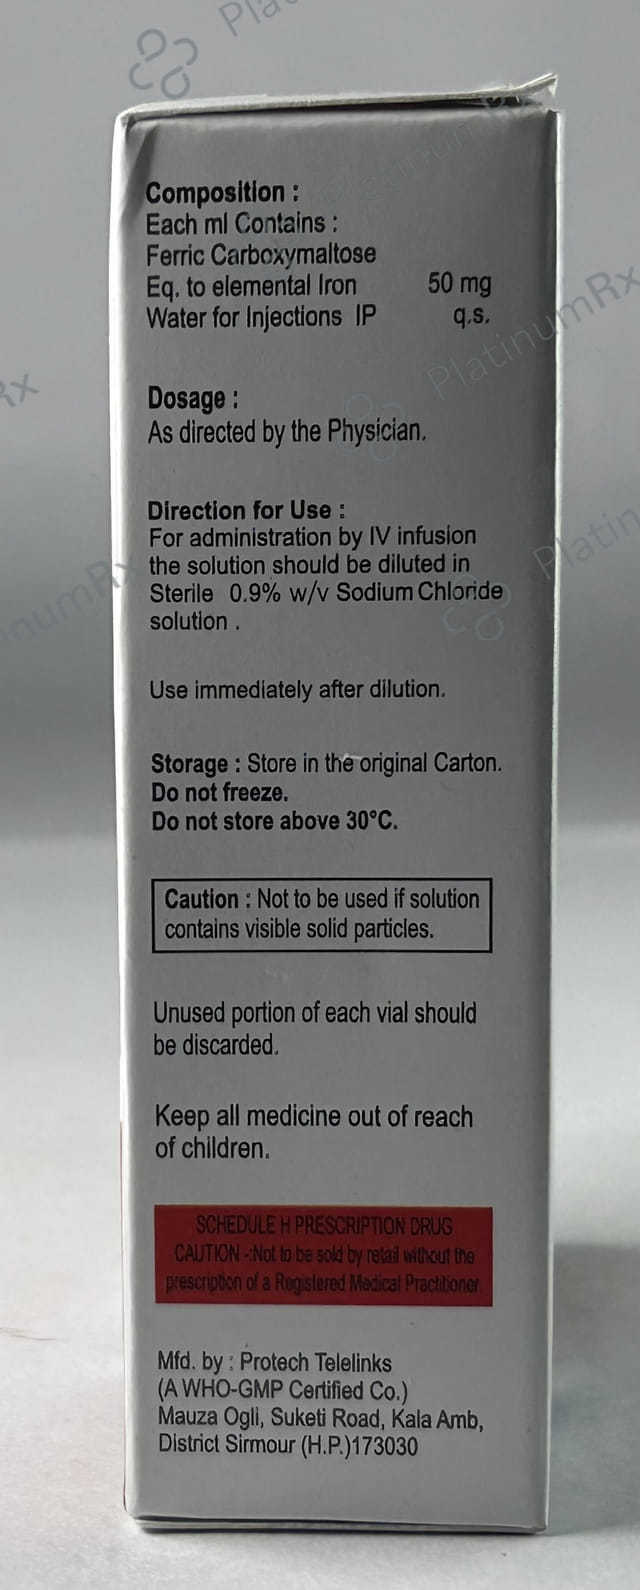 Composition :
Each ml Contains :
Ferric Carboxymaltose
Eq. to elemental Iron 50 mg
Water for Injections IP q.s.
Dosage :
As directed by the Physician.
Direction for Use :
For administration by IV infusion
the solution should be diluted in
Sterile 0.9% w/v Sodium Chloride
solution .
Use immediately after dilution.
Storage : Store in the original Carton.
Do not freeze.
Do not store above 30°C.
Caution : Not to be used if solution
contains visible solid particles.
Unused portion of each vial should
be discarded.
Keep all medicine out of reach
of children.
SCHEDULE H PRESCRIPTION DRUG
CAUTION -:Not to be sold by retail without the
prescription of a Registered Medical Practitioner.
Mfd. by : Protech Telelinks
(A WHO-GMP Certified Co.)
Mauza Ogli, Suketi Road, Kala Amb,
District Sirmour (H.P.)173030
PlatinumRx